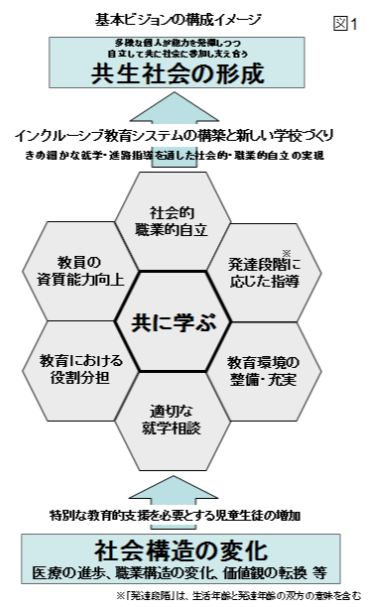 基本ビジョンの構成イメージ
図1
多様な個人が能力を発揮しつつ
自立して共に社会に参加し支え合う
共生社会の形成
インクルーシブ教育システムの構築と新しい学校づくり
きめ細かな就学・進路指導を通した社会的・職業的自立の実現
社会的
職業的自立
教員の
資質能力向上
※
発達段階に
応じた指導
共に学ぶ
教育における
役割分担
教育環境の
整備・充実
適切な
就学相談
特別な教育的支援を必要とする児童生徒の増加
社会構造の変化
医療の進歩、職業構造の変化、価値観の転換 等
※「発達段階」は、生活年齢と発達年齢の双方の意味を含む